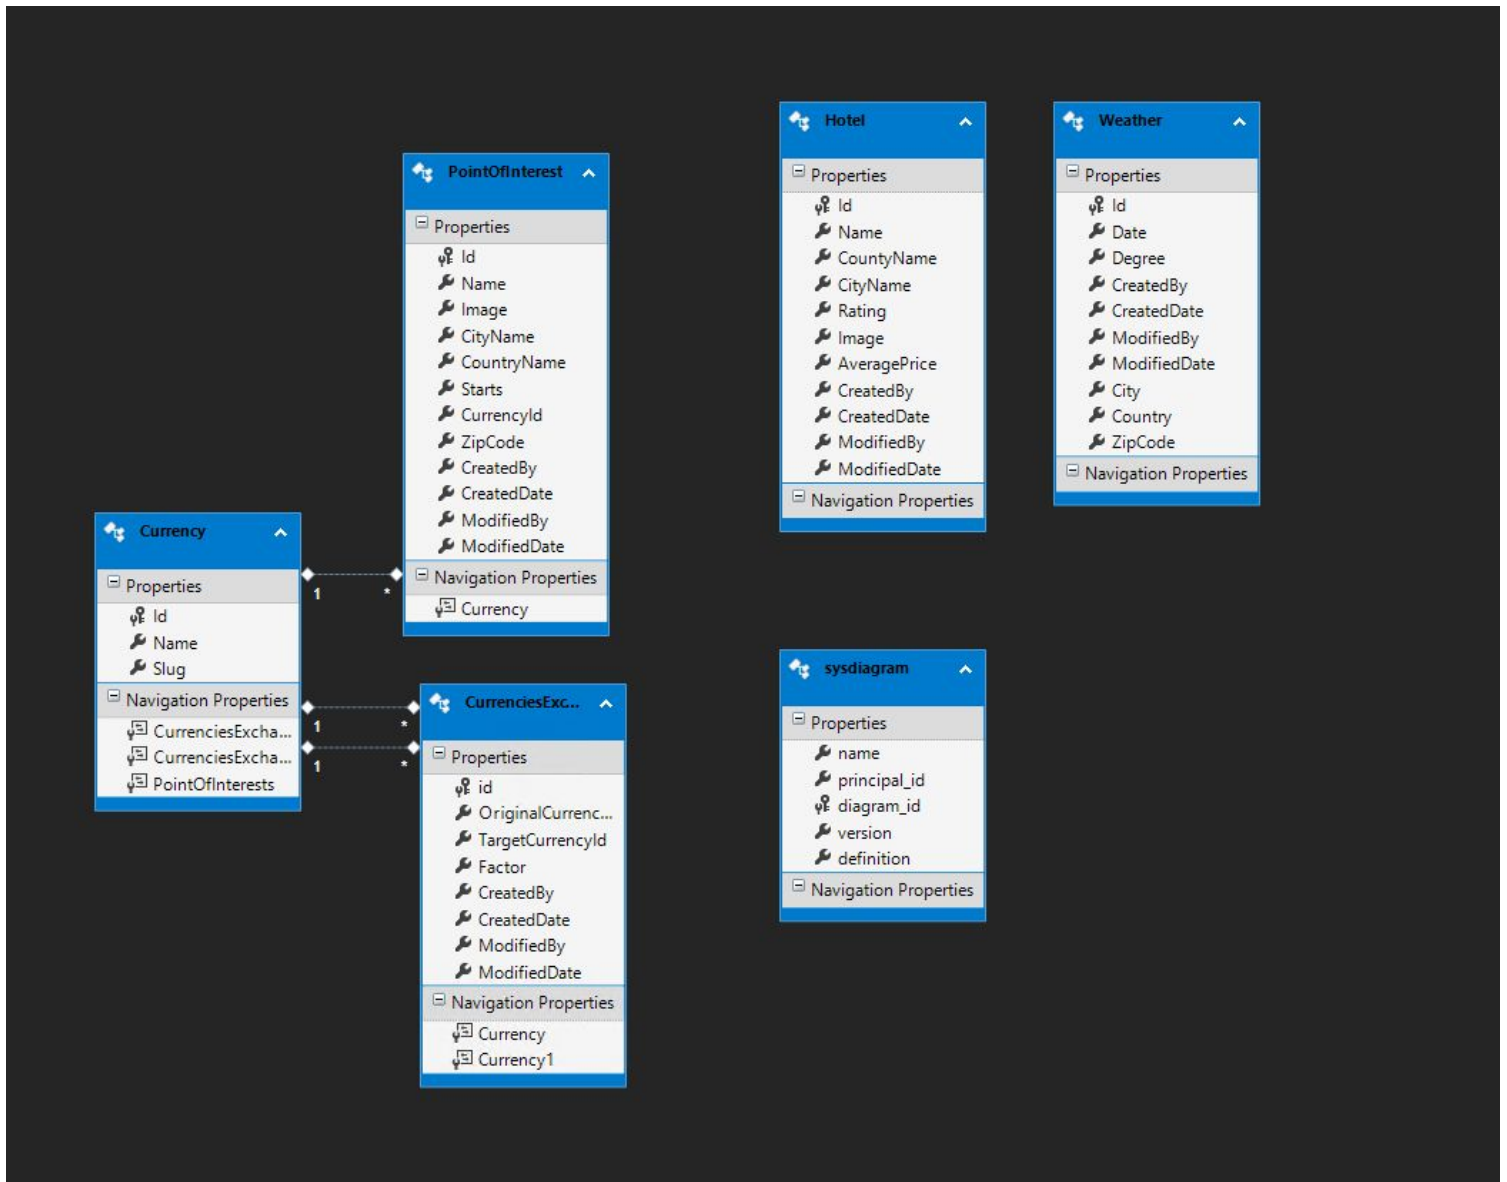 PointOfInterest
Properties
Id
Name
Image
CityName
CountryName
Starts
CurrencyId
ZipCode
CreatedBy
CreatedDate
ModifiedBy
ModifiedDate
Navigation Properties
Currency
Hotel
Properties
Id
Name
CountyName
CityName
Rating
Image
AveragePrice
CreatedBy
CreatedDate
ModifiedBy
ModifiedDate
Navigation Properties
Weather
Properties
Id
Date
Degree
CreatedBy
CreatedDate
ModifiedBy
ModifiedDate
City
Country
ZipCode
Navigation Properties
Currency
Properties
Id
Name
Slug
Navigation Properties
CurrenciesExcha...
CurrenciesExcha...
PointOfInterests
1 *
1 *
1 *
CurrenciesExc...
Properties
id
OriginalCurrenc...
TargetCurrencyId
Factor
CreatedBy
CreatedDate
ModifiedBy
ModifiedDate
Navigation Properties
Currency
Currency1
sysdiagram
Properties
name
principal_id
diagram_id
version
definition
Navigation Properties